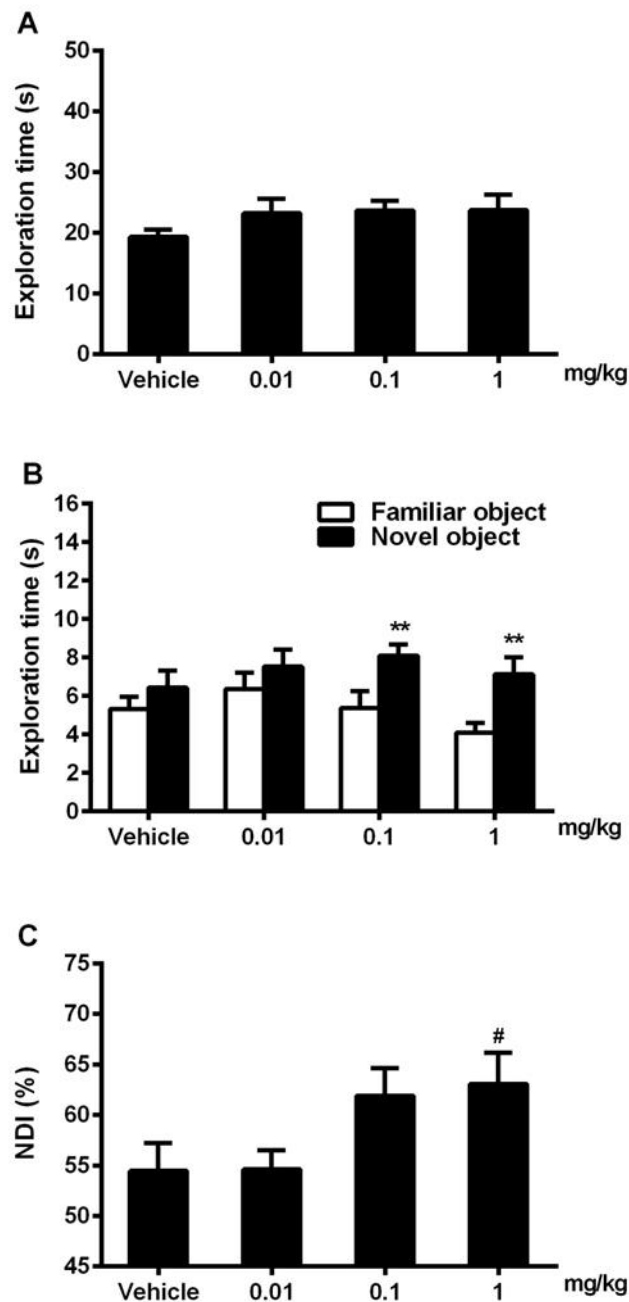 A
Exploration time (s)
50
40
30
20
10
0
Vehicle 0.01 0.1 1 mg/kg
B
Exploration time (s)
16
14
12
10
8
6
4
2
0
Familiar object
Novel object
** **
Vehicle 0.01 0.1 1 mg/kg
C
NDI (%)
75
70
65
60
55
50
45
#
Vehicle 0.01 0.1 1 mg/kg